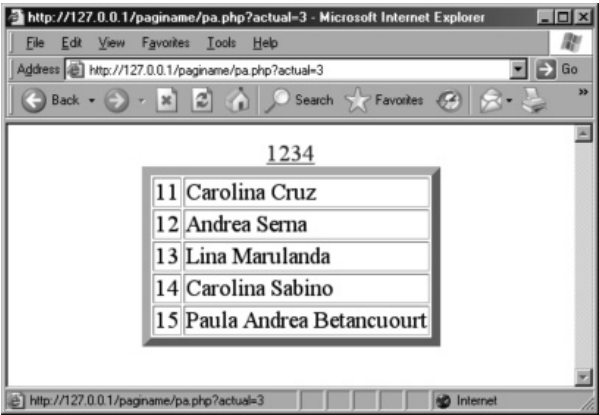 http://127.0.0.1/paginame/pa.php?actual=3 - Microsoft Internet Explorer
File Edit View Favorites Tools Help
Address http://127.0.0.1/paginame/pa.php?actual=3 Go
Back Search Favorites »
1234
11 Carolina Cruz
12 Andrea Serna
13 Lina Marulanda
14 Carolina Sabino
15 Paula Andrea Betancuourt
http://127.0.0.1/paginame/pa.php?actual=3 Internet